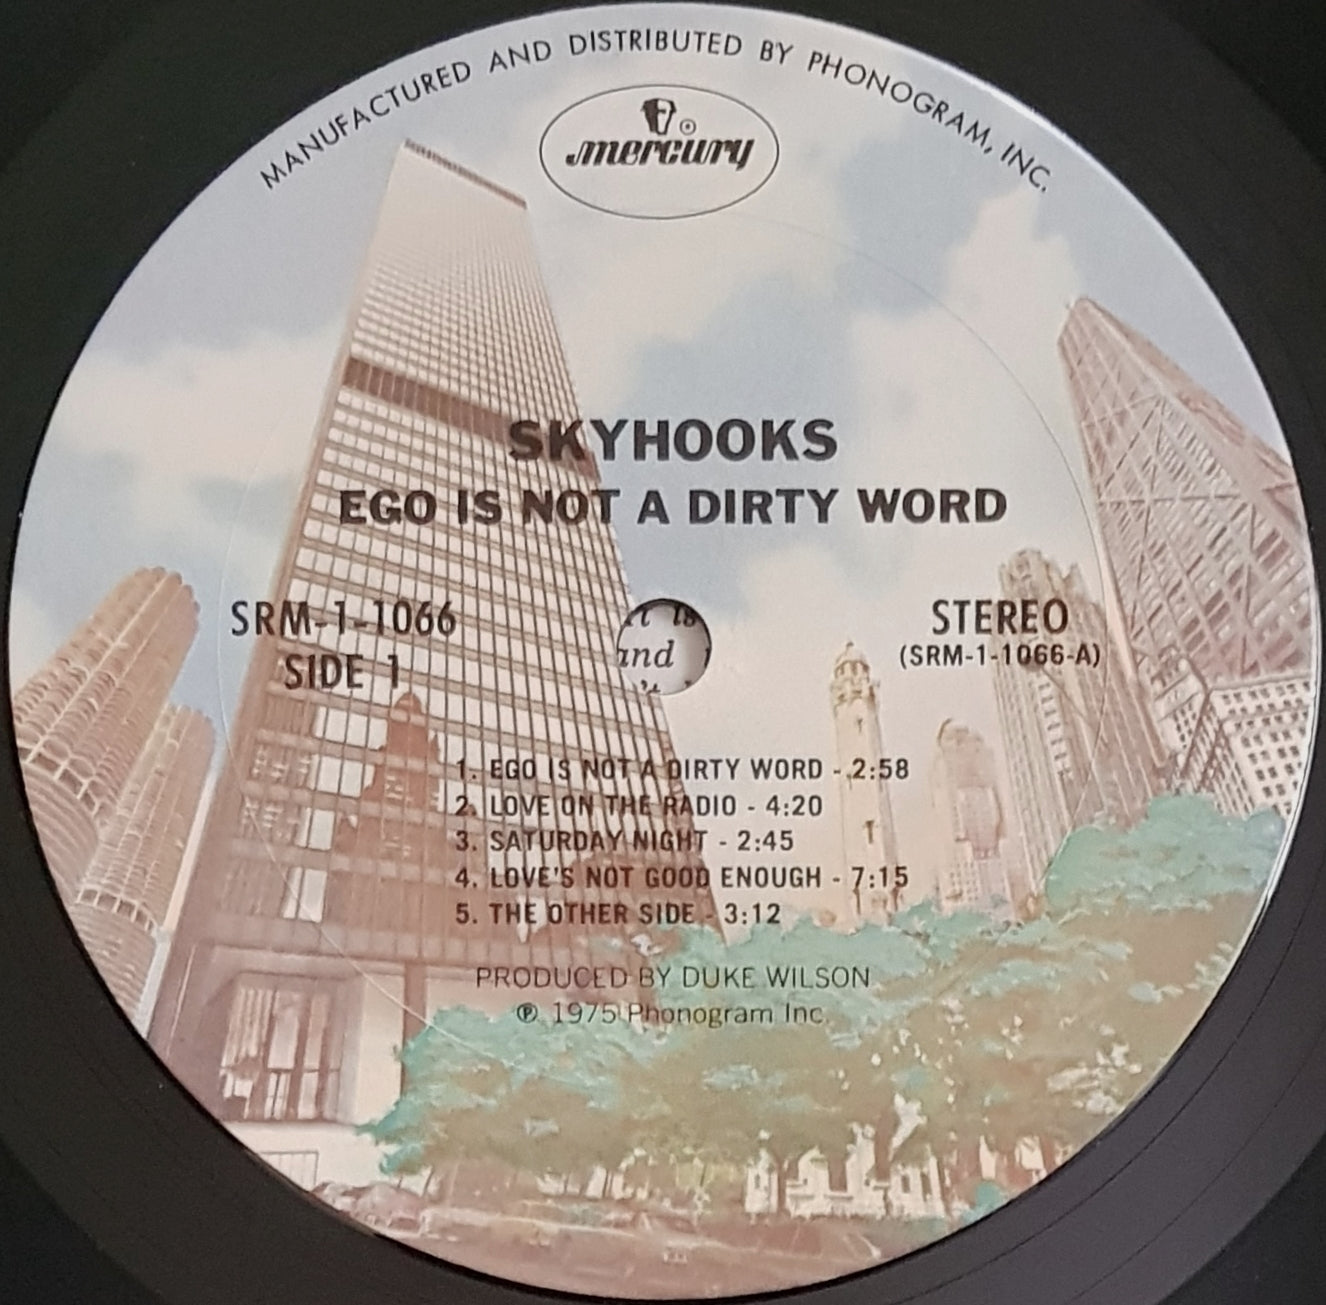 MANUFACTURED AND DISTRIBUTED BY PHONOGRAM, INC.
mercury
SKYHOOKS
EGO IS NOT A DIRTY WORD
SRM-1-1066
SIDE 1
STEREO
(SRM-1-1066-A)
and
1. EGO IS NOT A DIRTY WORD - 2:58
2. LOVE ON THE RADIO - 4:20
3. SATURDAY NIGHT - 2:45
4. LOVE'S NOT GOOD ENOUGH - 7:15
5. THE OTHER SIDE - 3:12
PRODUCED BY DUKE WILSON
℗ 1975 Phonogram Inc.